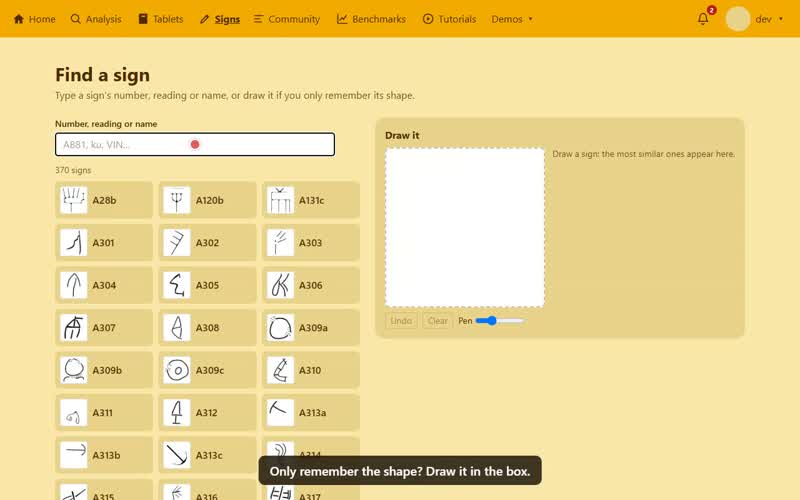 Home Analysis Tablets Signs Community Benchmarks Tutorials Demos 2 dev
Find a sign
Type a sign's number, reading or name, or draw it if you only remember its shape.
Number, reading or name
A881, ku, VIN...
370 signs
A28b A120b A131c
A301 A302 A303
A304 A305 A306
A307 A308 A309a
A309b A309c A310
A311 A312 A313a
A313b A313c A314
A315 A316 A317
Draw it
Draw a sign: the most similar ones appear here.
Undo Clear Pen
Only remember the shape? Draw it in the box.